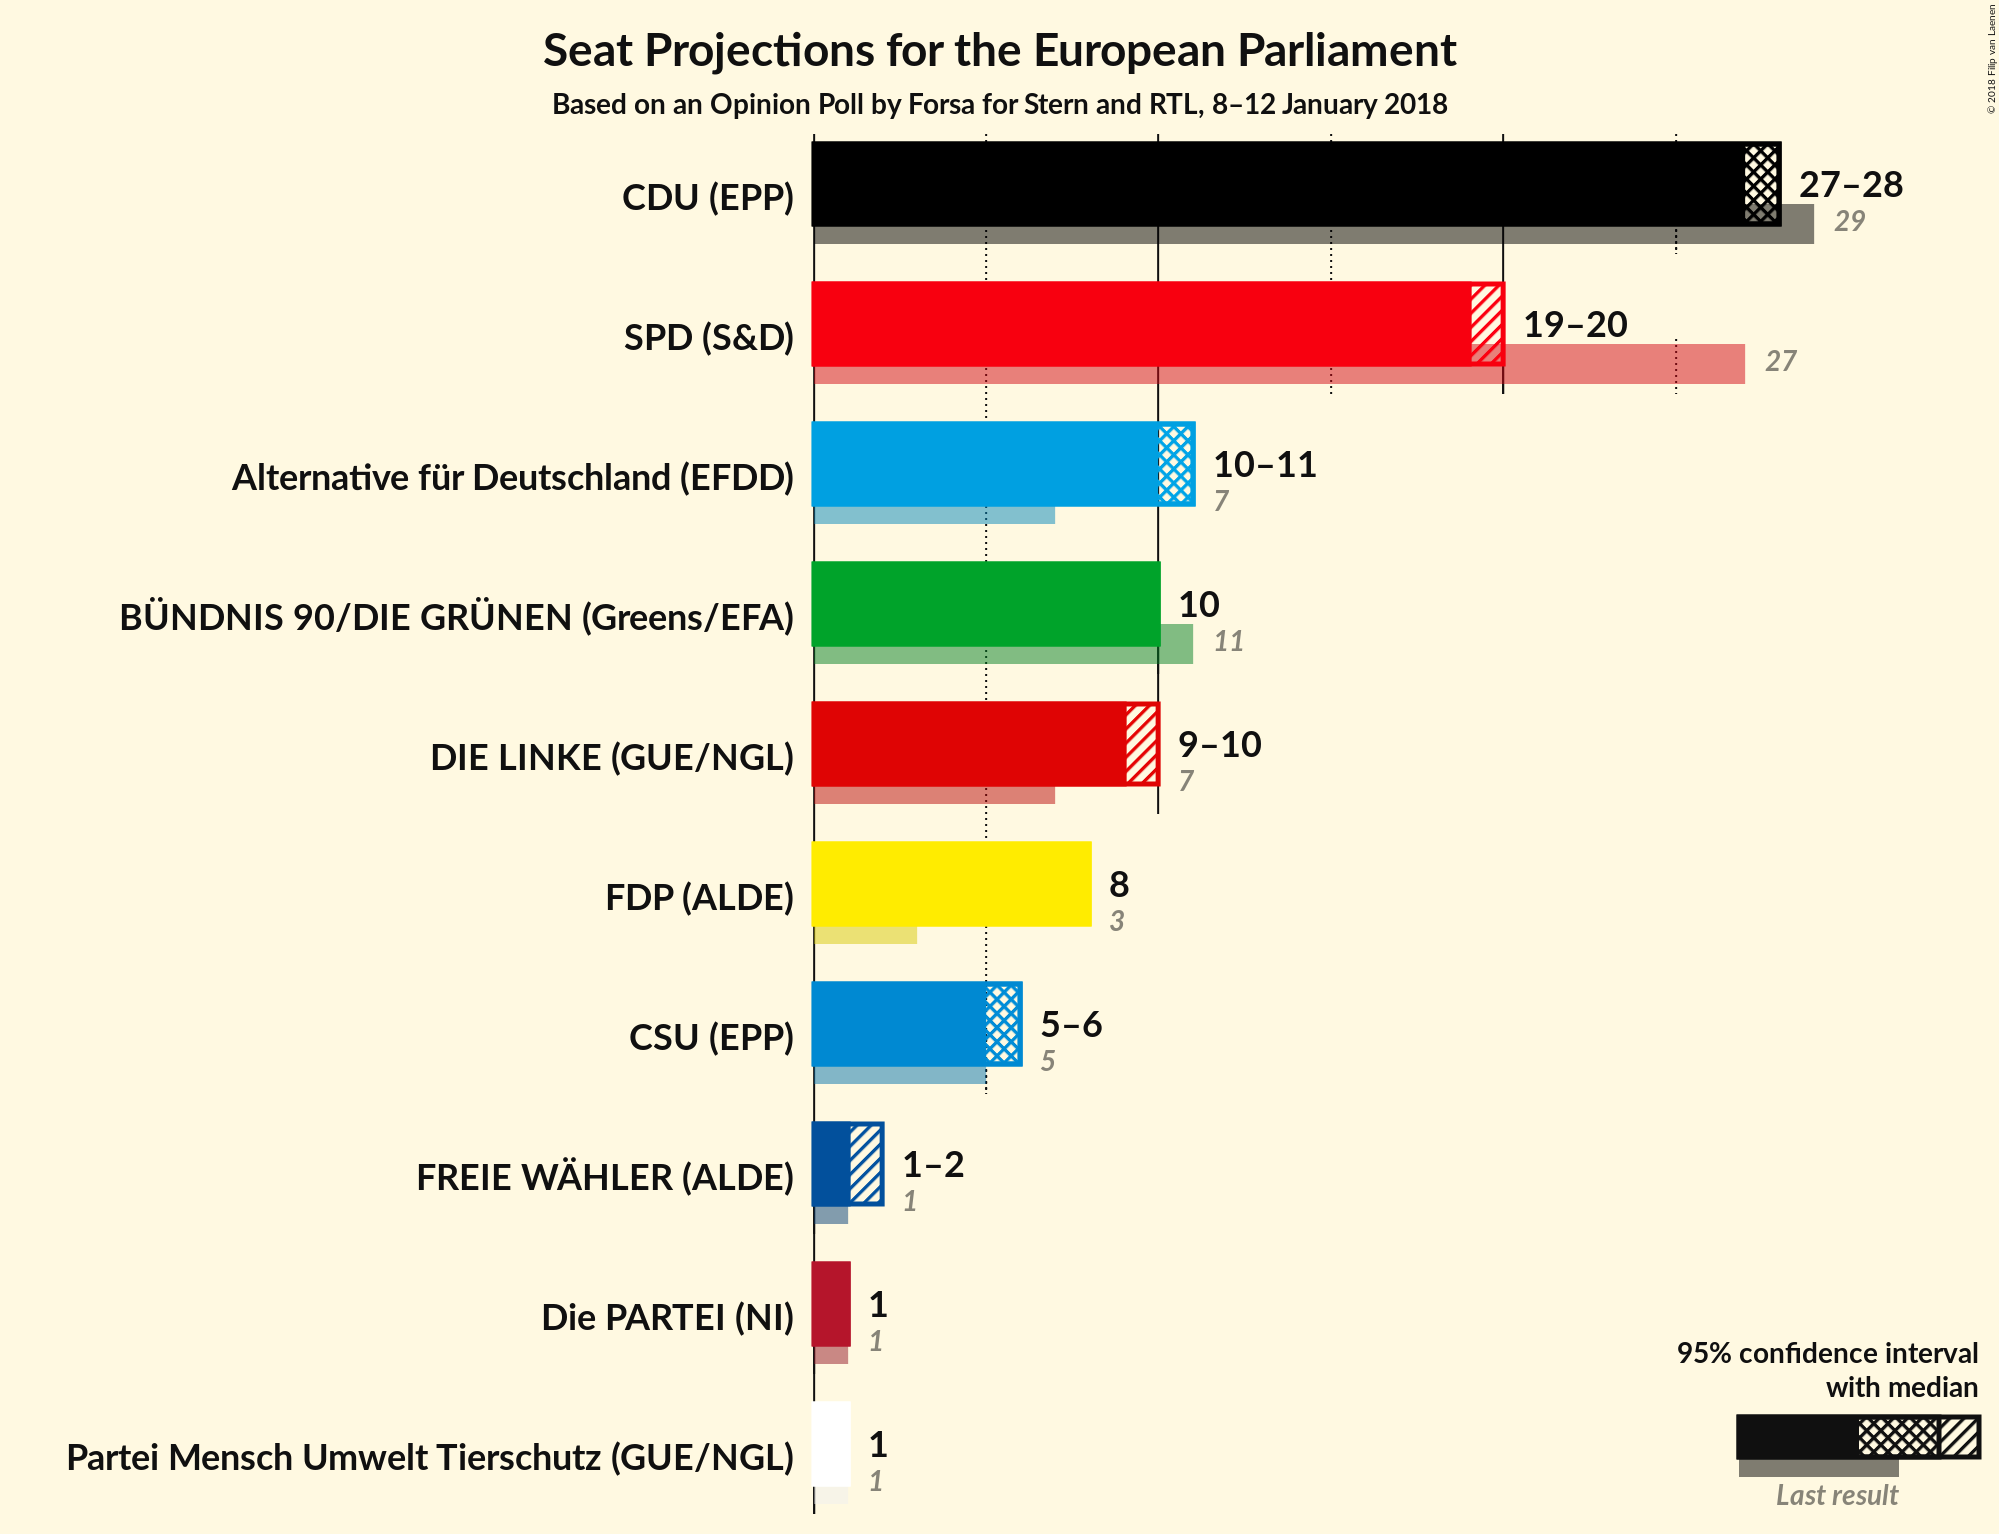 Seat Projections for the European Parliament
Based on an Opinion Poll by Forsa for Stern and RTL, 8–12 January 2018
© 2018 Filip van Laenen
CDU (EPP)
27–28
29
SPD (S&D)
19–20
27
Alternative für Deutschland (EFDD)
10–11
7
BÜNDNIS 90/DIE GRÜNEN (Greens/EFA)
10
11
DIE LINKE (GUE/NGL)
9–10
7
FDP (ALDE)
8
3
CSU (EPP)
5–6
5
FREIE WÄHLER (ALDE)
1–2
1
Die PARTEI (NI)
1
1
Partei Mensch Umwelt Tierschutz (GUE/NGL)
1
1
95% confidence interval
with median
Last result